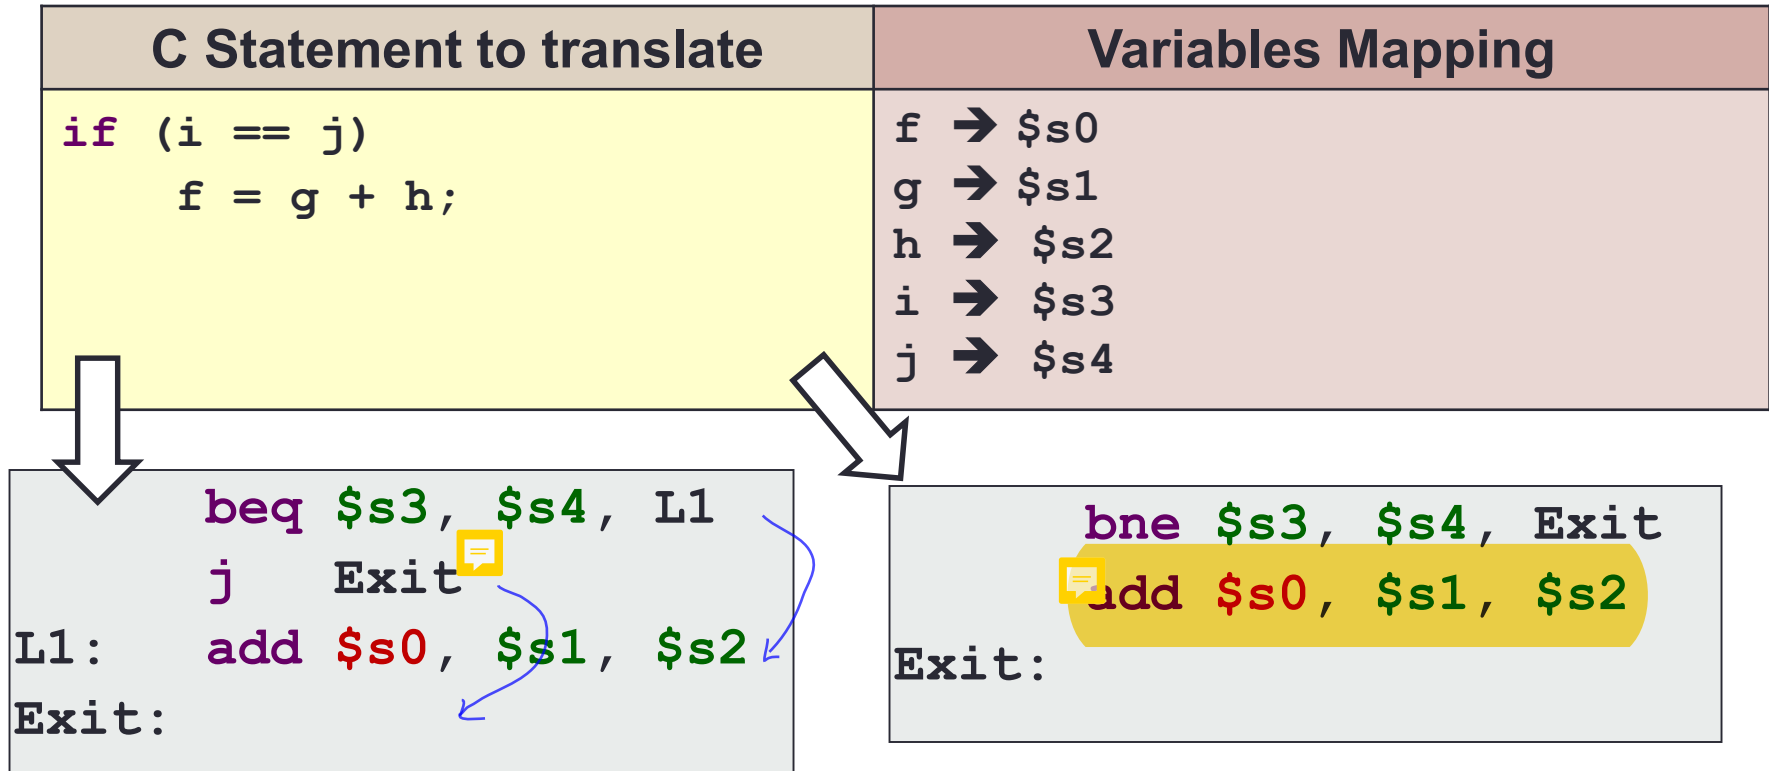 C Statement to translate
Variables Mapping
if (i == j)
f = g + h;
f ➔ $s0
g ➔ $s1
h ➔ $s2
i ➔ $s3
j ➔ $s4
beq $s3, $s4, L1
j Exit
L1: add $s0, $s1, $s2
Exit:
bne $s3, $s4, Exit
add $s0, $s1, $s2
Exit: